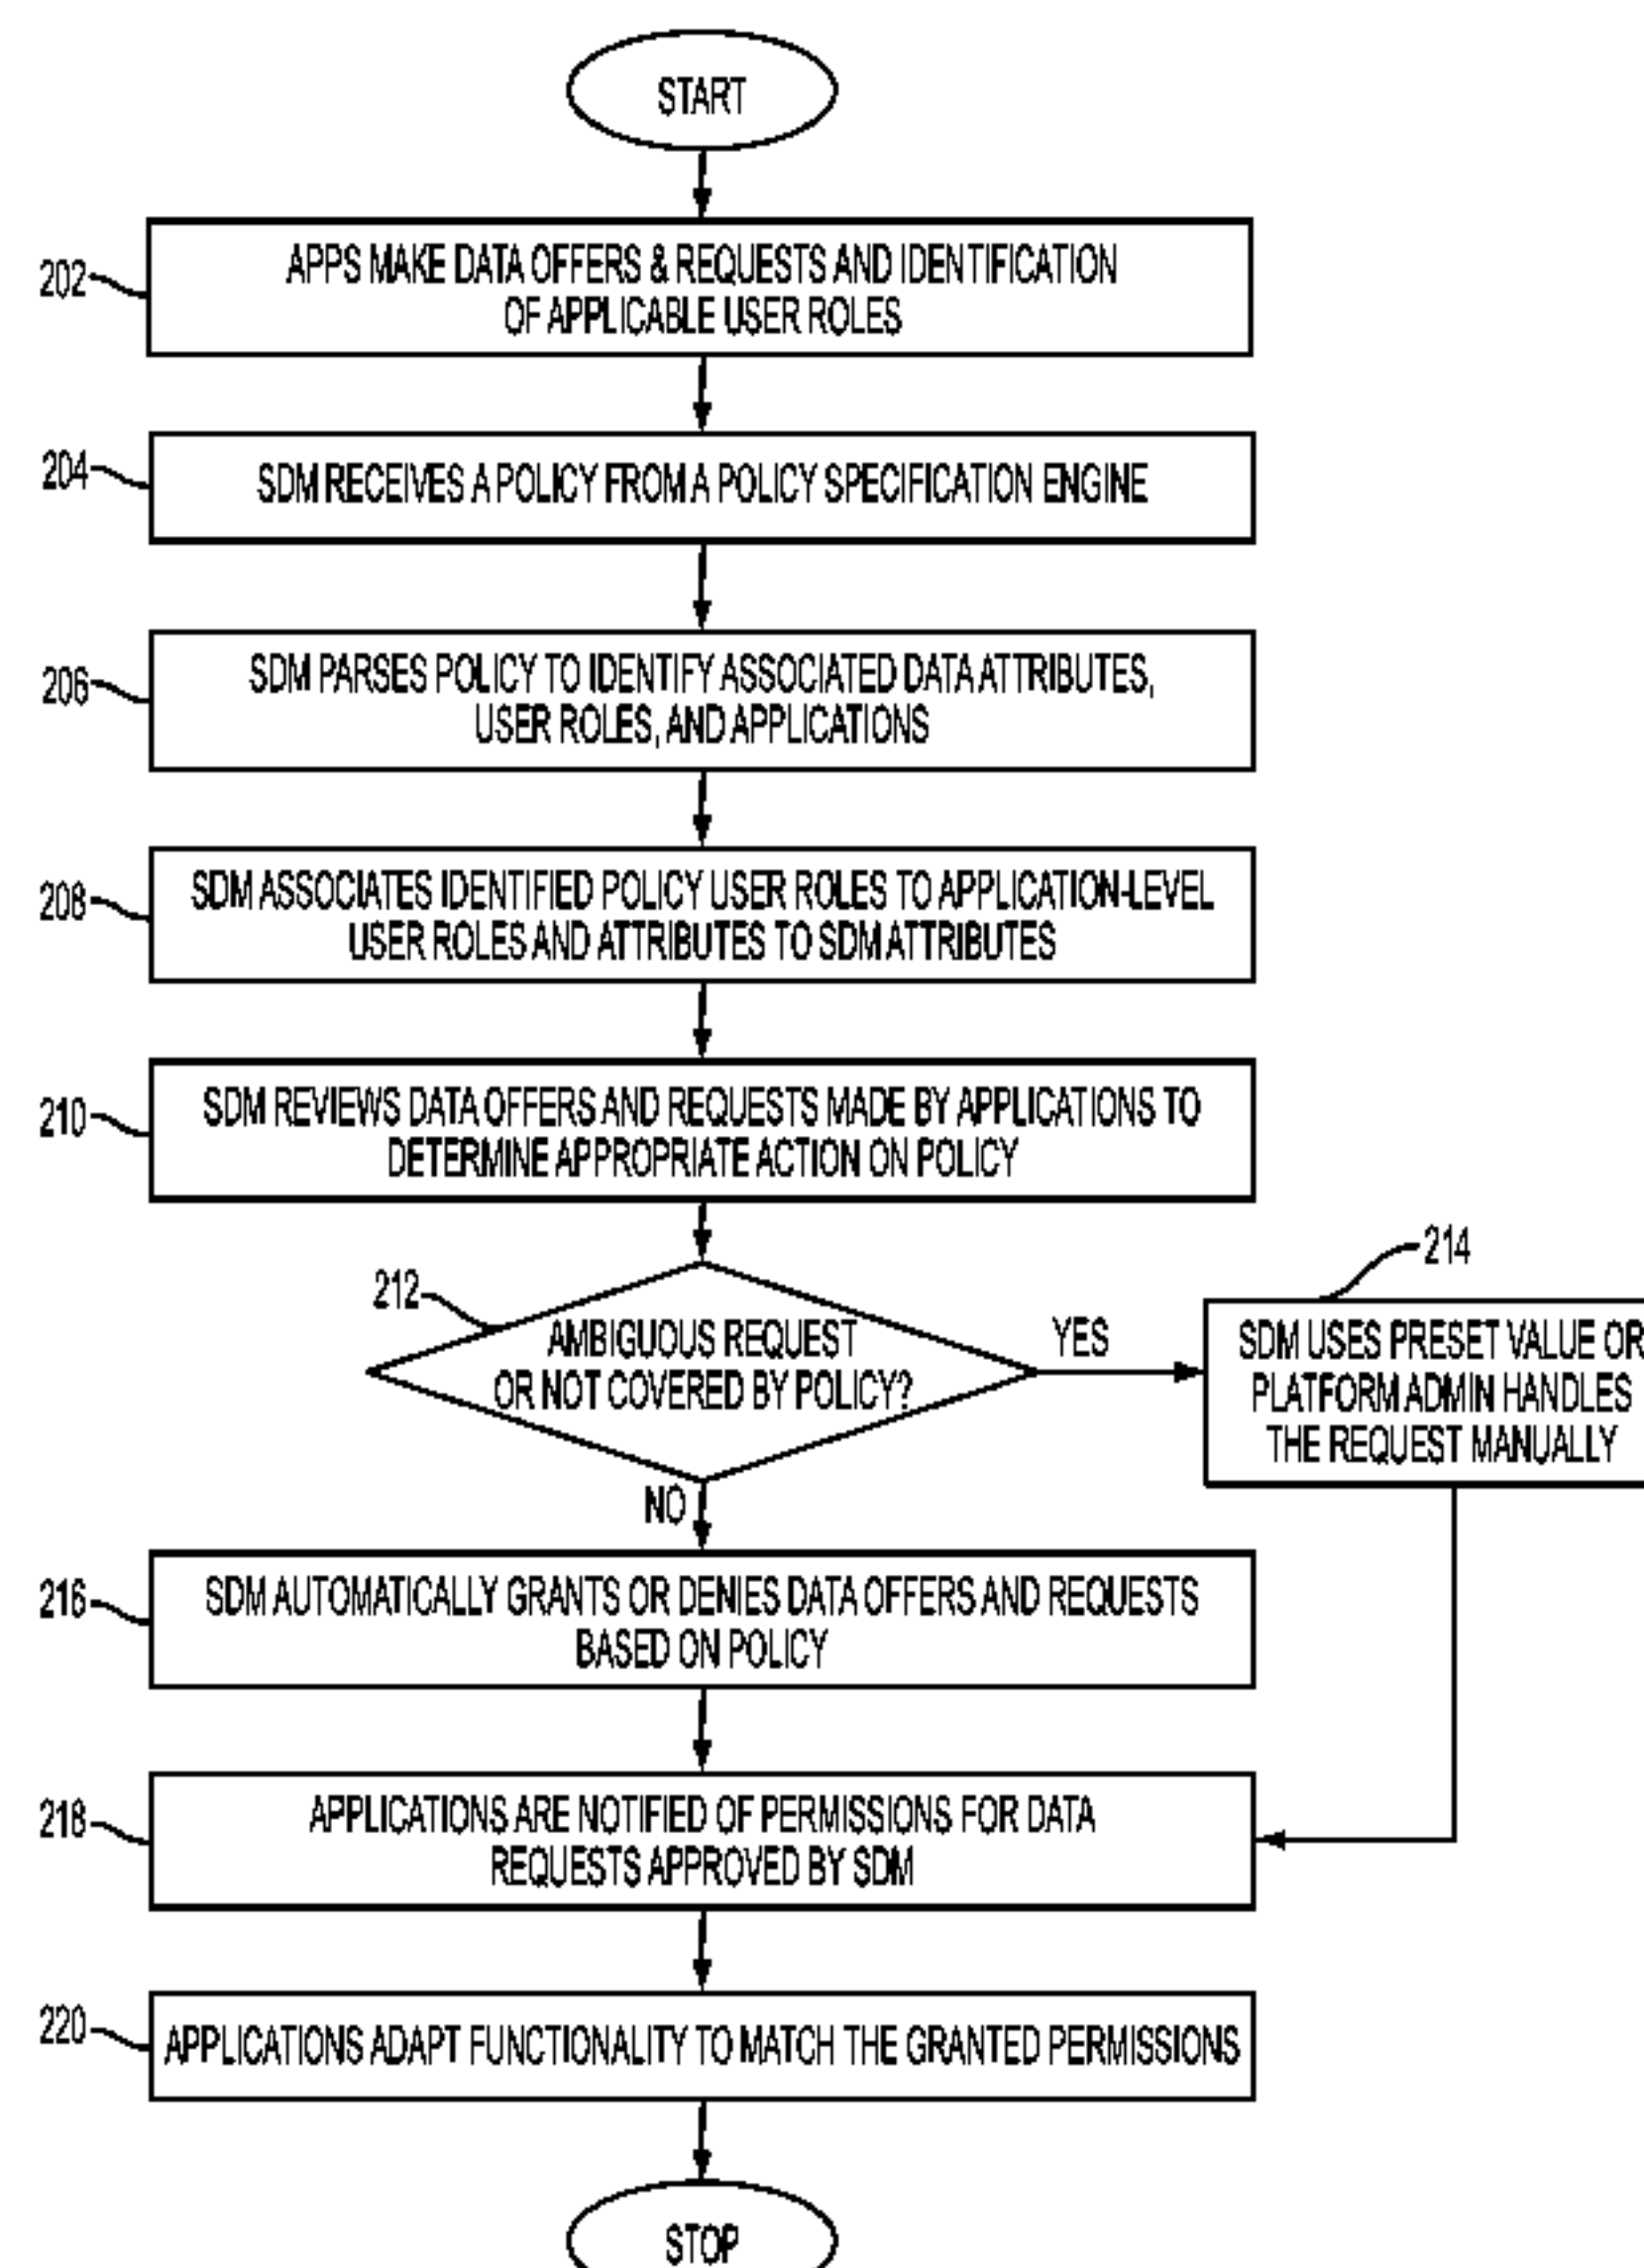 START
202
APPS MAKE DATA OFFERS & REQUESTS AND IDENTIFICATION
OF APPLICABLE USER ROLES
204
SDM RECEIVES A POLICY FROM A POLICY SPECIFICATION ENGINE
206
SDM PARSES POLICY TO IDENTIFY ASSOCIATED DATA ATTRIBUTES,
USER ROLES, AND APPLICATIONS
208
SDM ASSOCIATES IDENTIFIED POLICY USER ROLES TO APPLICATION-LEVEL
USER ROLES AND ATTRIBUTES TO SDM ATTRIBUTES
210
SDM REVIEWS DATA OFFERS AND REQUESTS MADE BY APPLICATIONS TO
DETERMINE APPROPRIATE ACTION ON POLICY
212
AMBIGUOUS REQUEST
OR NOT COVERED BY POLICY?
YES
214
SDM USES PRESET VALUE OR
PLATFORM ADMIN HANDLES
THE REQUEST MANUALLY
NO
216
SDM AUTOMATICALLY GRANTS OR DENIES DATA OFFERS AND REQUESTS
BASED ON POLICY
218
APPLICATIONS ARE NOTIFIED OF PERMISSIONS FOR DATA
REQUESTS APPROVED BY SDM
220
APPLICATIONS ADAPT FUNCTIONALITY TO MATCH THE GRANTED PERMISSIONS
STOP